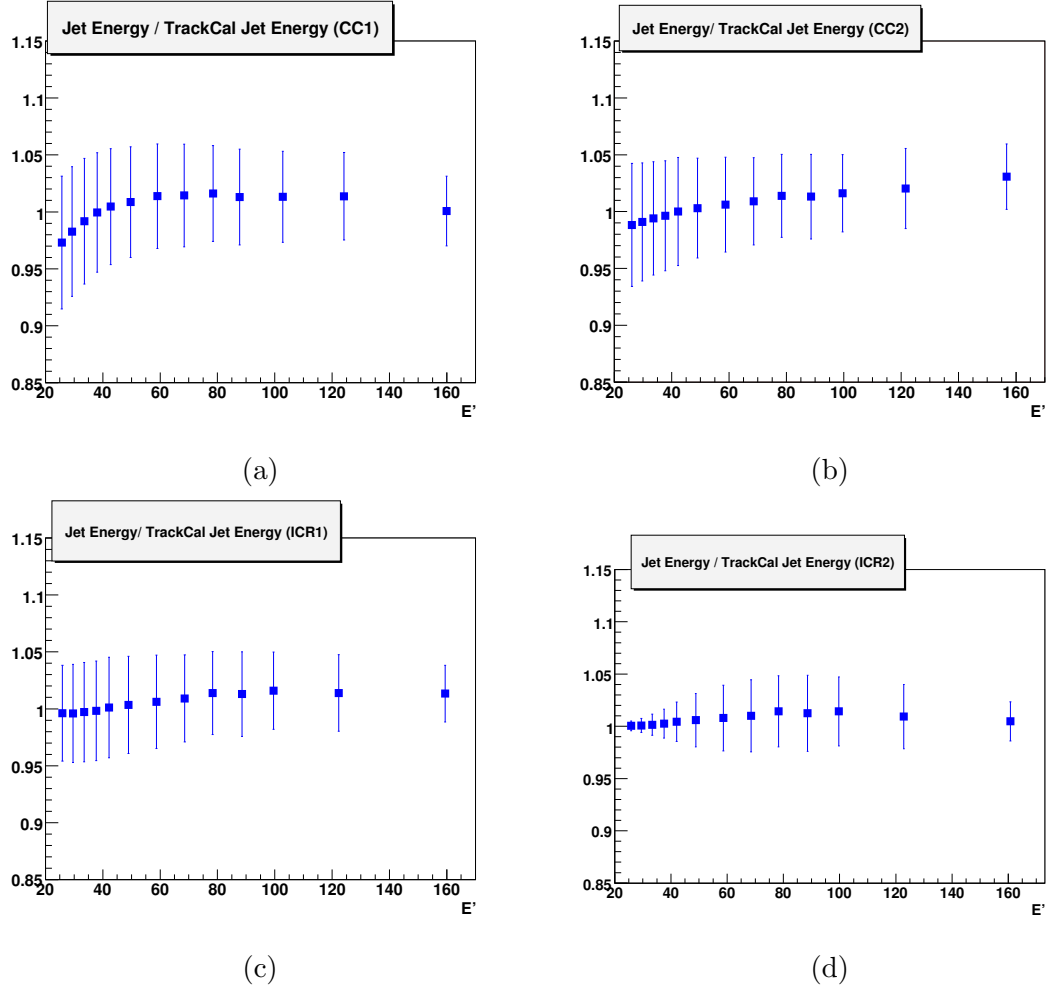 Jet Energy / TrackCal Jet Energy (CC1)
1.15
1.1
1.05
1
0.95
0.9
0.85
20 40 60 80 100 120 140 160
E'
(a)
Jet Energy/ TrackCal Jet Energy (CC2)
1.15
1.1
1.05
1
0.95
0.9
0.85
20 40 60 80 100 120 140 160
E'
(b)
Jet Energy/ TrackCal Jet Energy (ICR1)
1.15
1.1
1.05
1
0.95
0.9
0.85
20 40 60 80 100 120 140 160
E'
(c)
Jet Energy / TrackCal Jet Energy (ICR2)
1.15
1.1
1.05
1
0.95
0.9
0.85
20 40 60 80 100 120 140 160
E'
(d)